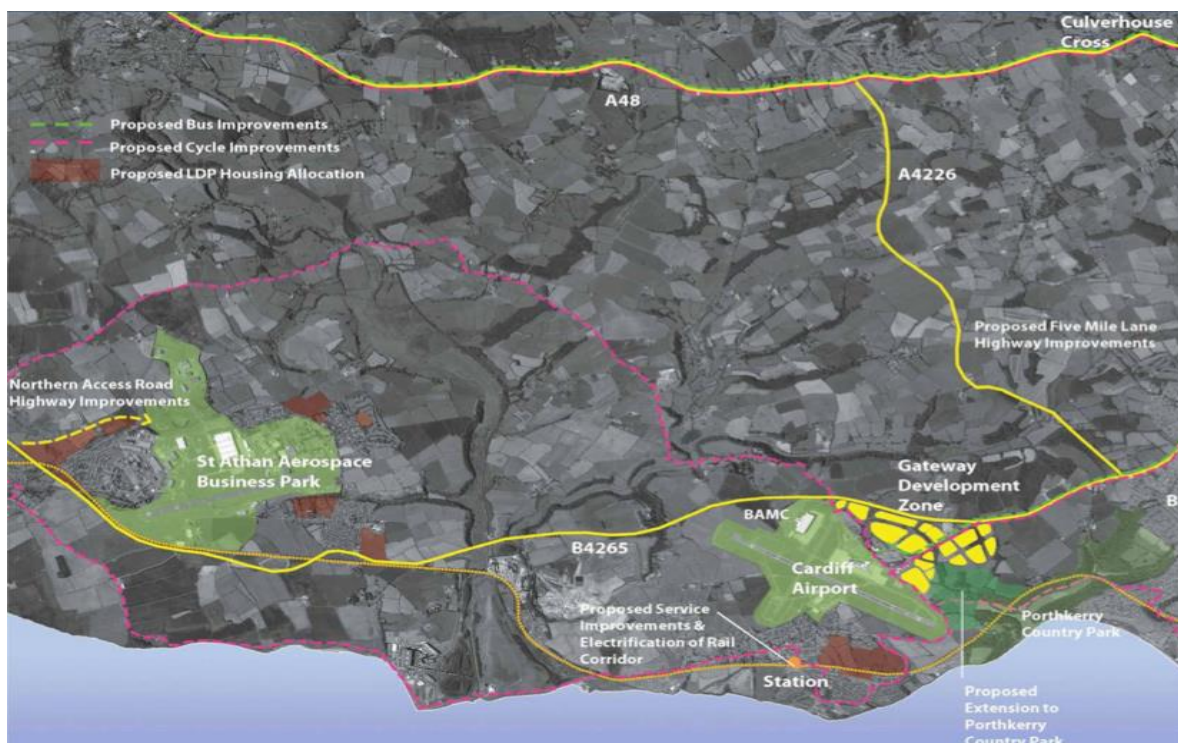 Culverhouse
Cross
A48
Proposed Bus Improvements
Proposed Cycle Improvements
Proposed LDP Housing Allocation
A4226
Proposed Five Mile Lane
Highway Improvements
Northern Access Road
Highway Improvements
St Athan Aerospace
Business Park
Gateway
Development
Zone
B
BAMC
B4265
Cardiff
Airport
Proposed Service
Improvements &
Electrification of Rail
Corridor
Porthkerry
Country Park
Station
Proposed
Extension to
Porthkerry
Country Park